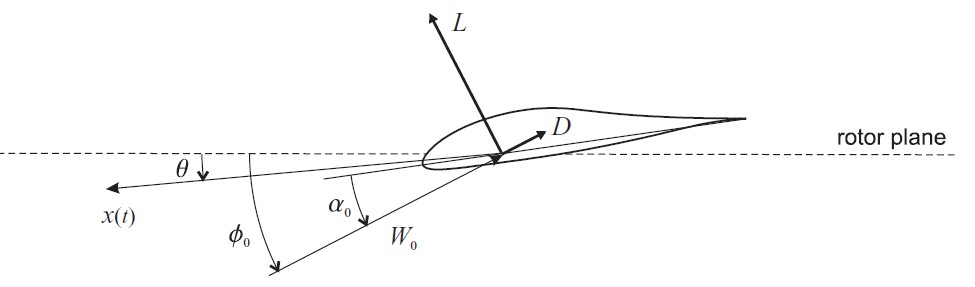 L
D
rotor plane
θ
x(t)
α₀
ϕ₀
W₀